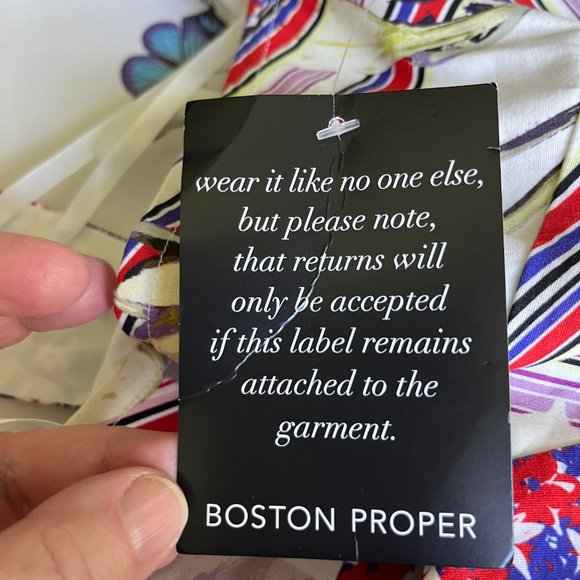 wear it like no one else,
but please note,
that returns will
only be accepted
if this label remains
attached to the
garment.
BOSTON PROPER